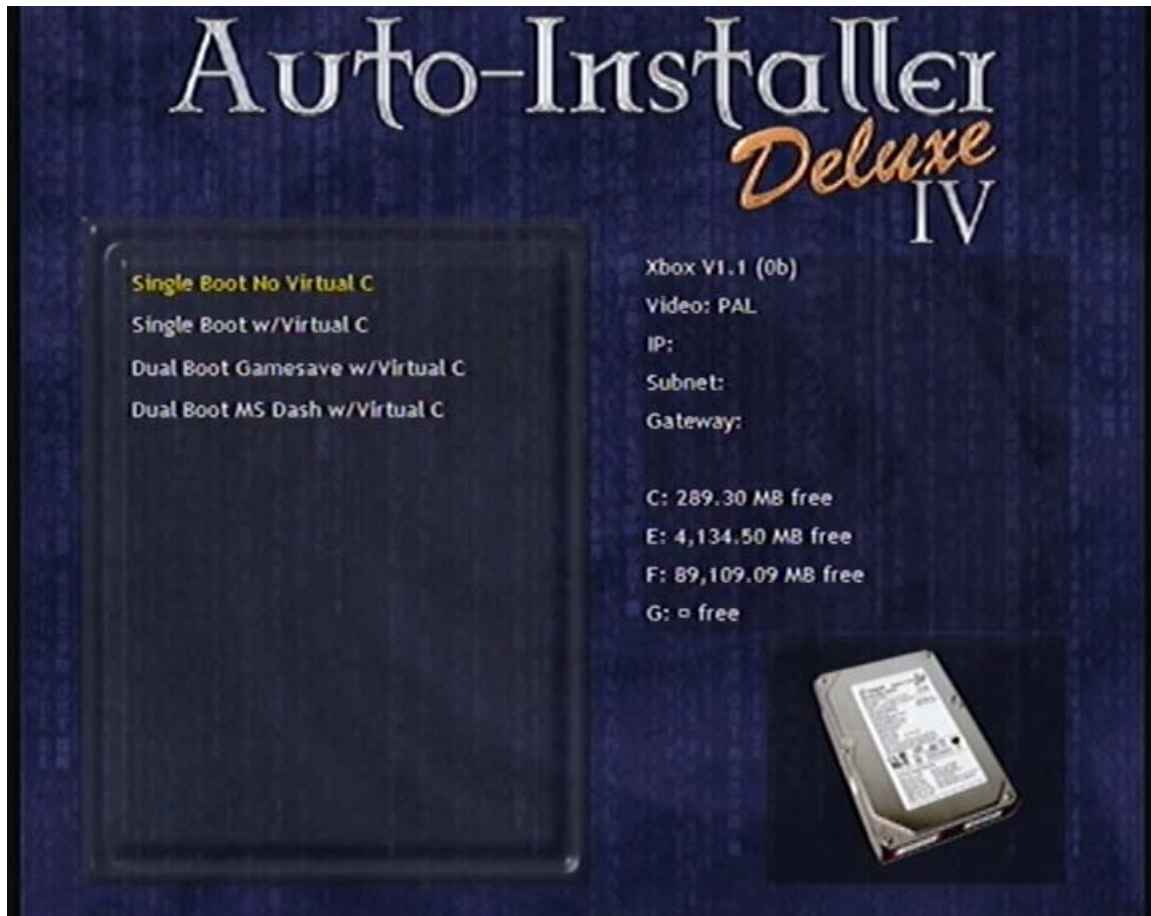 Auto-Installer
Deluxe
IV
Single Boot No Virtual C
Single Boot w/Virtual C
Dual Boot Gamesave w/Virtual C
Dual Boot MS Dash w/Virtual C
Xbox V1.1 (0b)
Video: PAL
IP:
Subnet:
Gateway:
C: 289.30 MB free
E: 4,134.50 MB free
F: 89,109.09 MB free
G: ¤ free